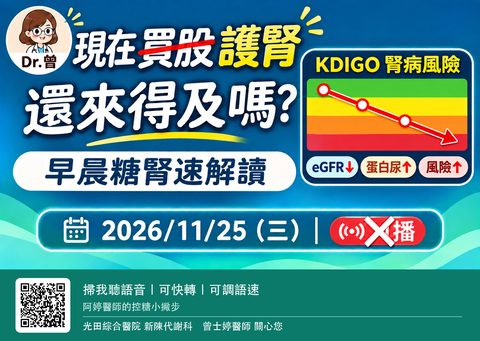 Dr.曾
現在買股護腎
還來得及嗎?
早晨糖腎速解讀
KDIGO 腎病風險
eGFR↓ 蛋白尿↑ 風險↑
2026/11/25 (三) |
播
掃我聽語音 | 可快轉 | 可調語速
阿婷醫師的控糖小撇步
光田綜合醫院 新陳代謝科 曾士婷醫師 關心您